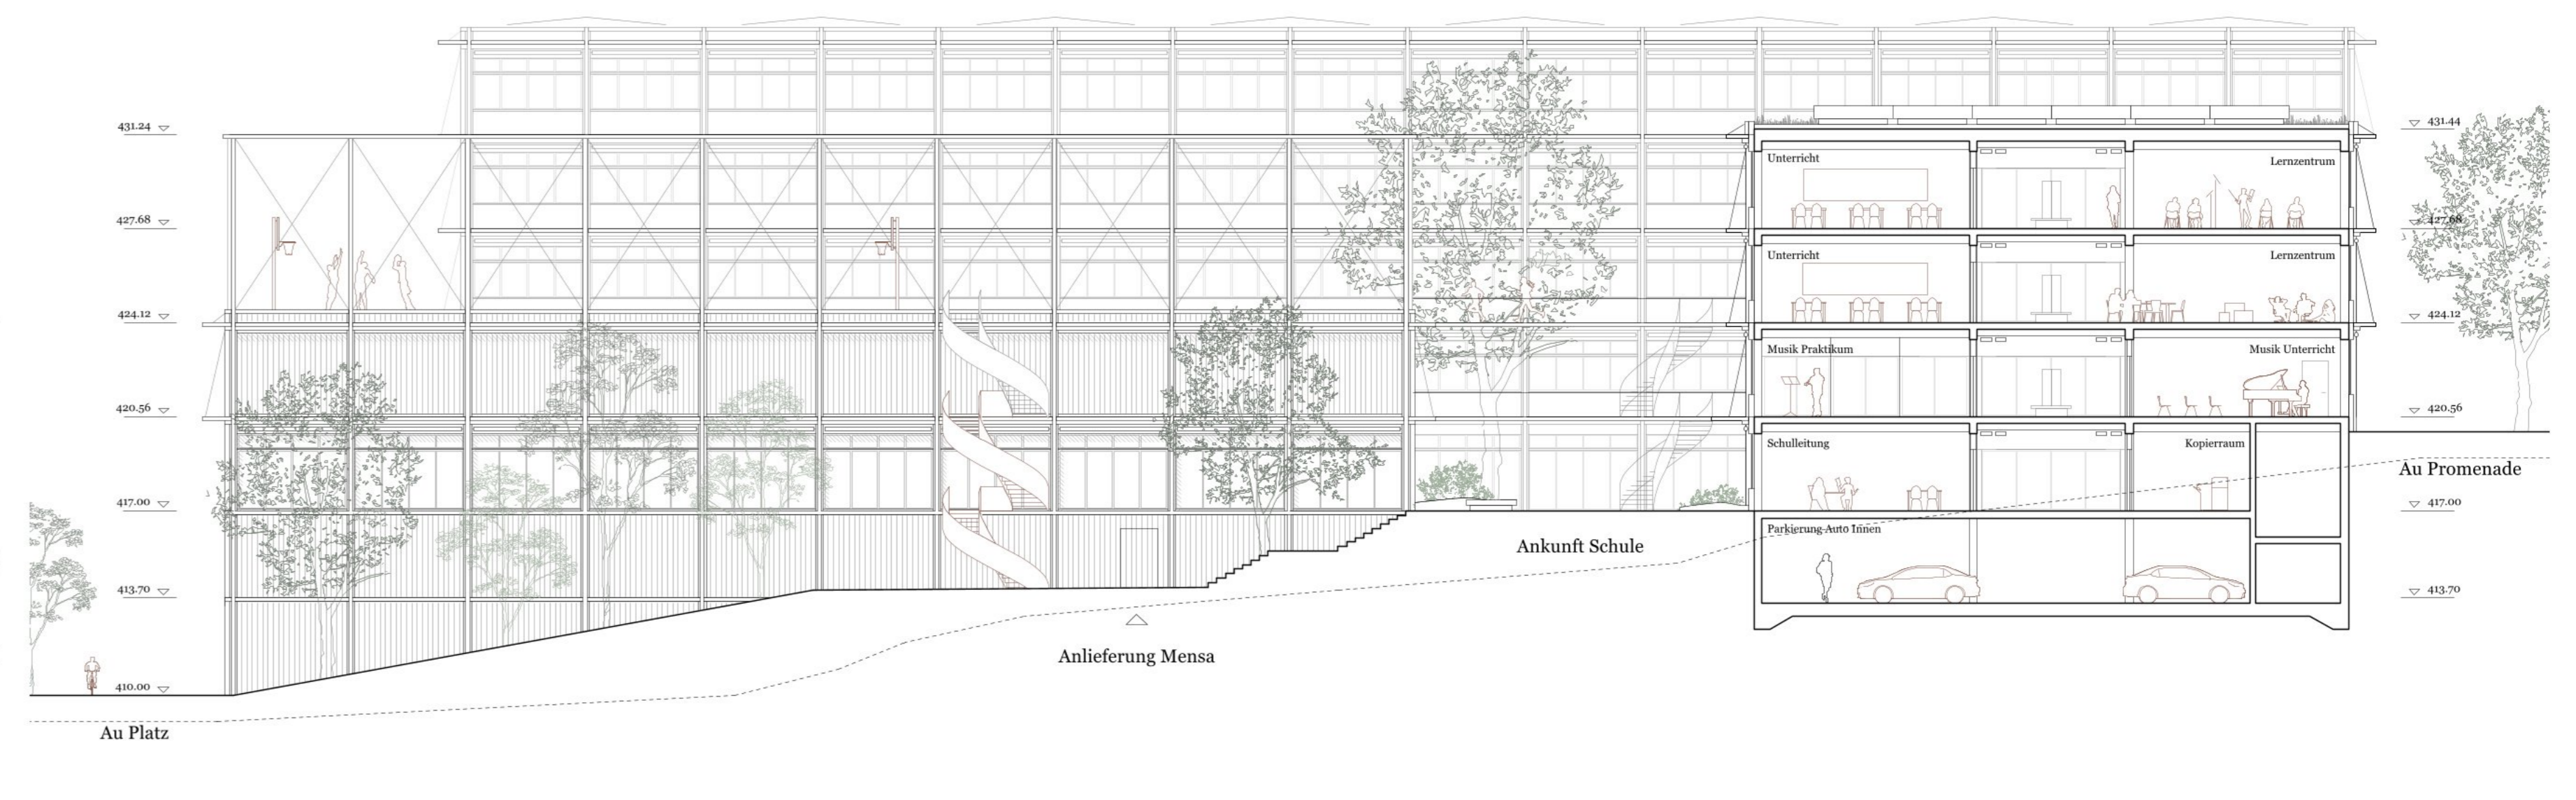 431.24
431.44
Unterricht
Lernzentrum
427.68
427.68
Unterricht
Lernzentrum
424.12
424.12
Musik Praktikum
Musik Unterricht
420.56
420.56
Schulleitung
Kopierraum
Au Promenade
417.00
417.00
Parkierung Auto Innen
Ankunft Schule
413.70
413.70
Anlieferung Mensa
410.00
Au Platz